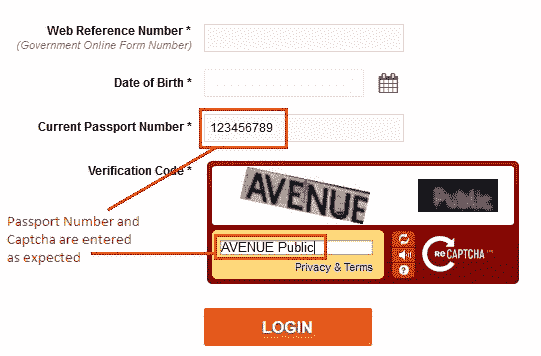 Web Reference Number *
(Government Online Form Number)
Date of Birth *
Current Passport Number *
123456789
Verification Code *
AVENUE
Public
Passport Number and
Captcha are entered
as expected
AVENUE Public
Privacy & Terms
?
ReCAPTCHA™
LOGIN